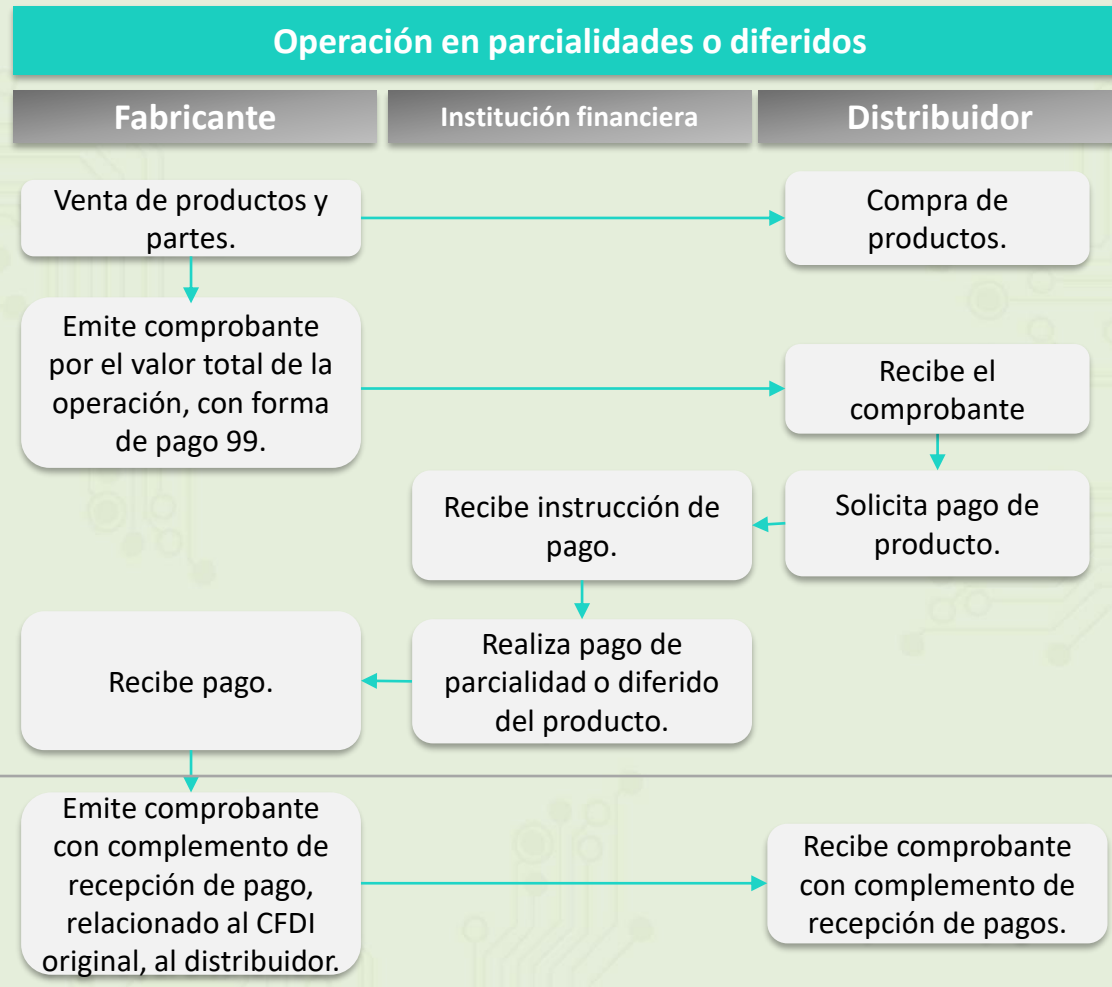 Operación en parcialidades o diferidos
Fabricante
Institución financiera
Distribuidor
Venta de productos y
partes.
Compra de
productos.
Emite comprobante
por el valor total de la
operación, con forma
de pago 99.
Recibe el
comprobante
Recibe instrucción de
pago.
Solicita pago de
producto.
Recibe pago.
Realiza pago de
parcialidad o diferido
del producto.
Emite comprobante
con complemento de
recepción de pago,
relacionado al CFDI
original, al distribuidor.
Recibe comprobante
con complemento de
recepción de pagos.